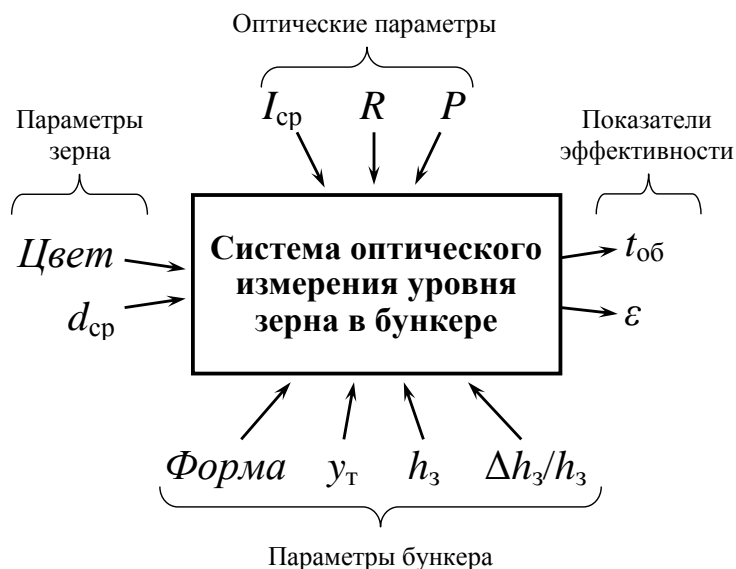 Оптические параметры
I_ср R P
Параметры
зерна
Показатели
эффективности
Цвет
d_ср
Система оптического
измерения уровня
зерна в бункере
t_об
ε
Форма y_т h_з Δh_з/h_з
Параметры бункера